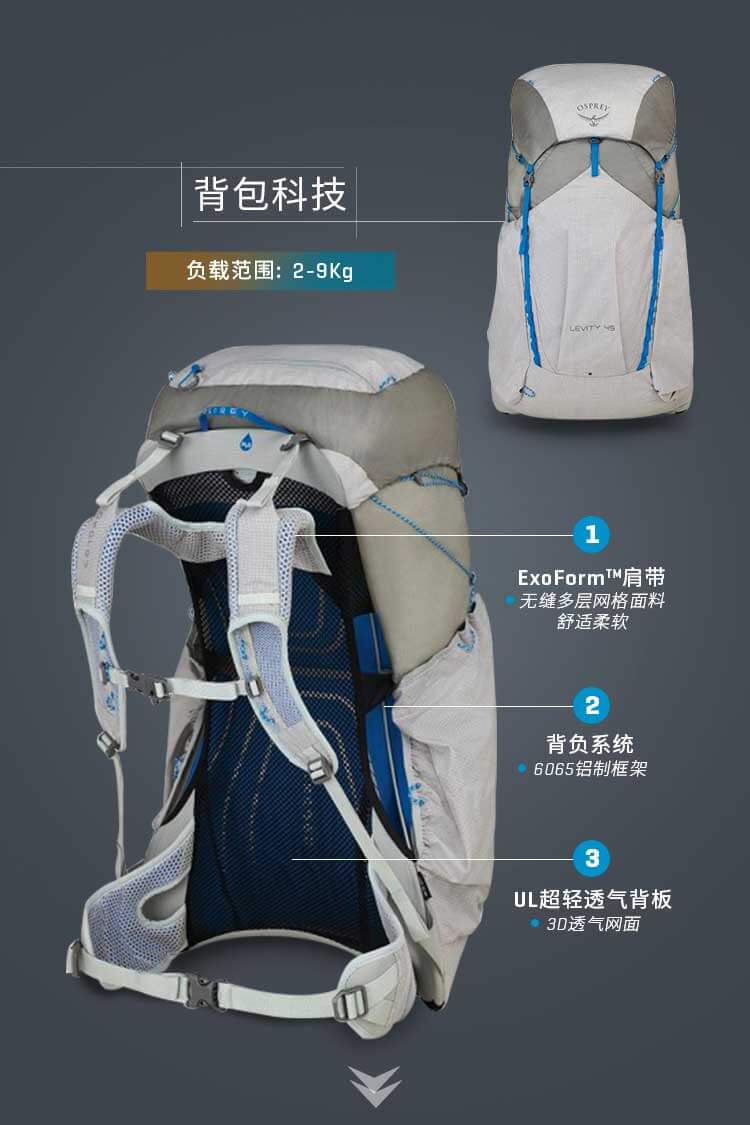 OSPREY
背包科技
负载范围: 2-9Kg
LEVITY 45
OSPREY
1
ExoForm™肩带
无缝多层网格面料
舒适柔软
2
背负系统
6065铝制框架
3
UL超轻透气背板
3D透气网面